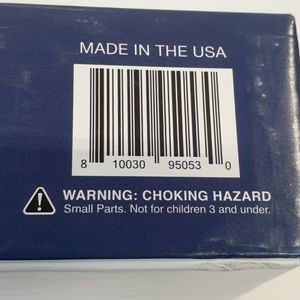 MADE IN THE USA
8 10030 95053 0
WARNING: CHOKING HAZARD
Small Parts. Not for children 3 and under.